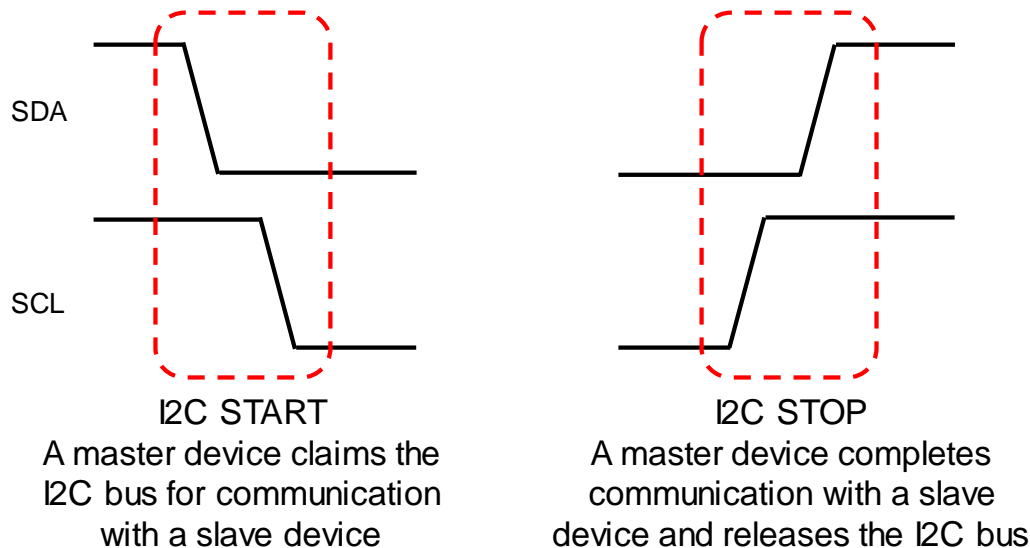 SDA
SCL
I2C START
A master device claims the
I2C bus for communication
with a slave device
I2C STOP
A master device completes
communication with a slave
device and releases the I2C bus